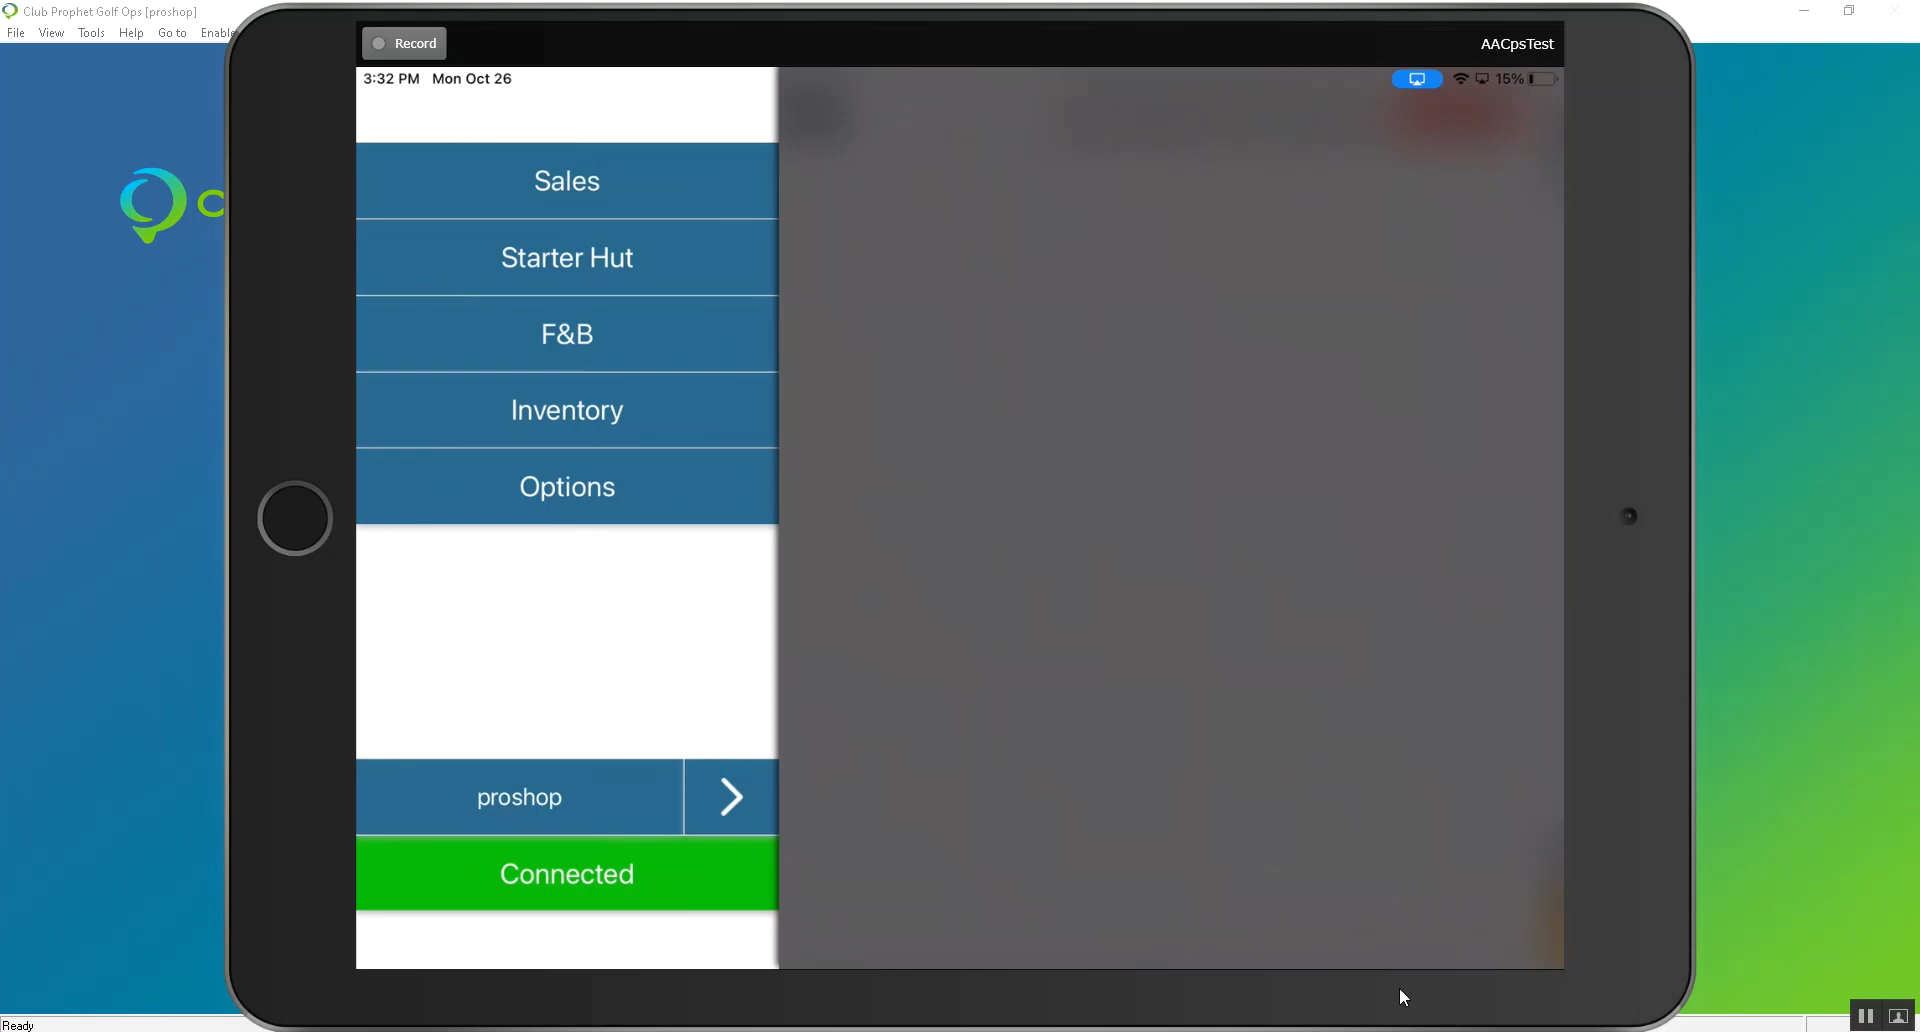 Club Prophet Golf Ops [proshop]
File View Tools Help Go to Enable
Record
AACpsTest
3:32 PM Mon Oct 26
15%
C
Sales
Starter Hut
F&B
Inventory
Options
proshop
Connected
Ready